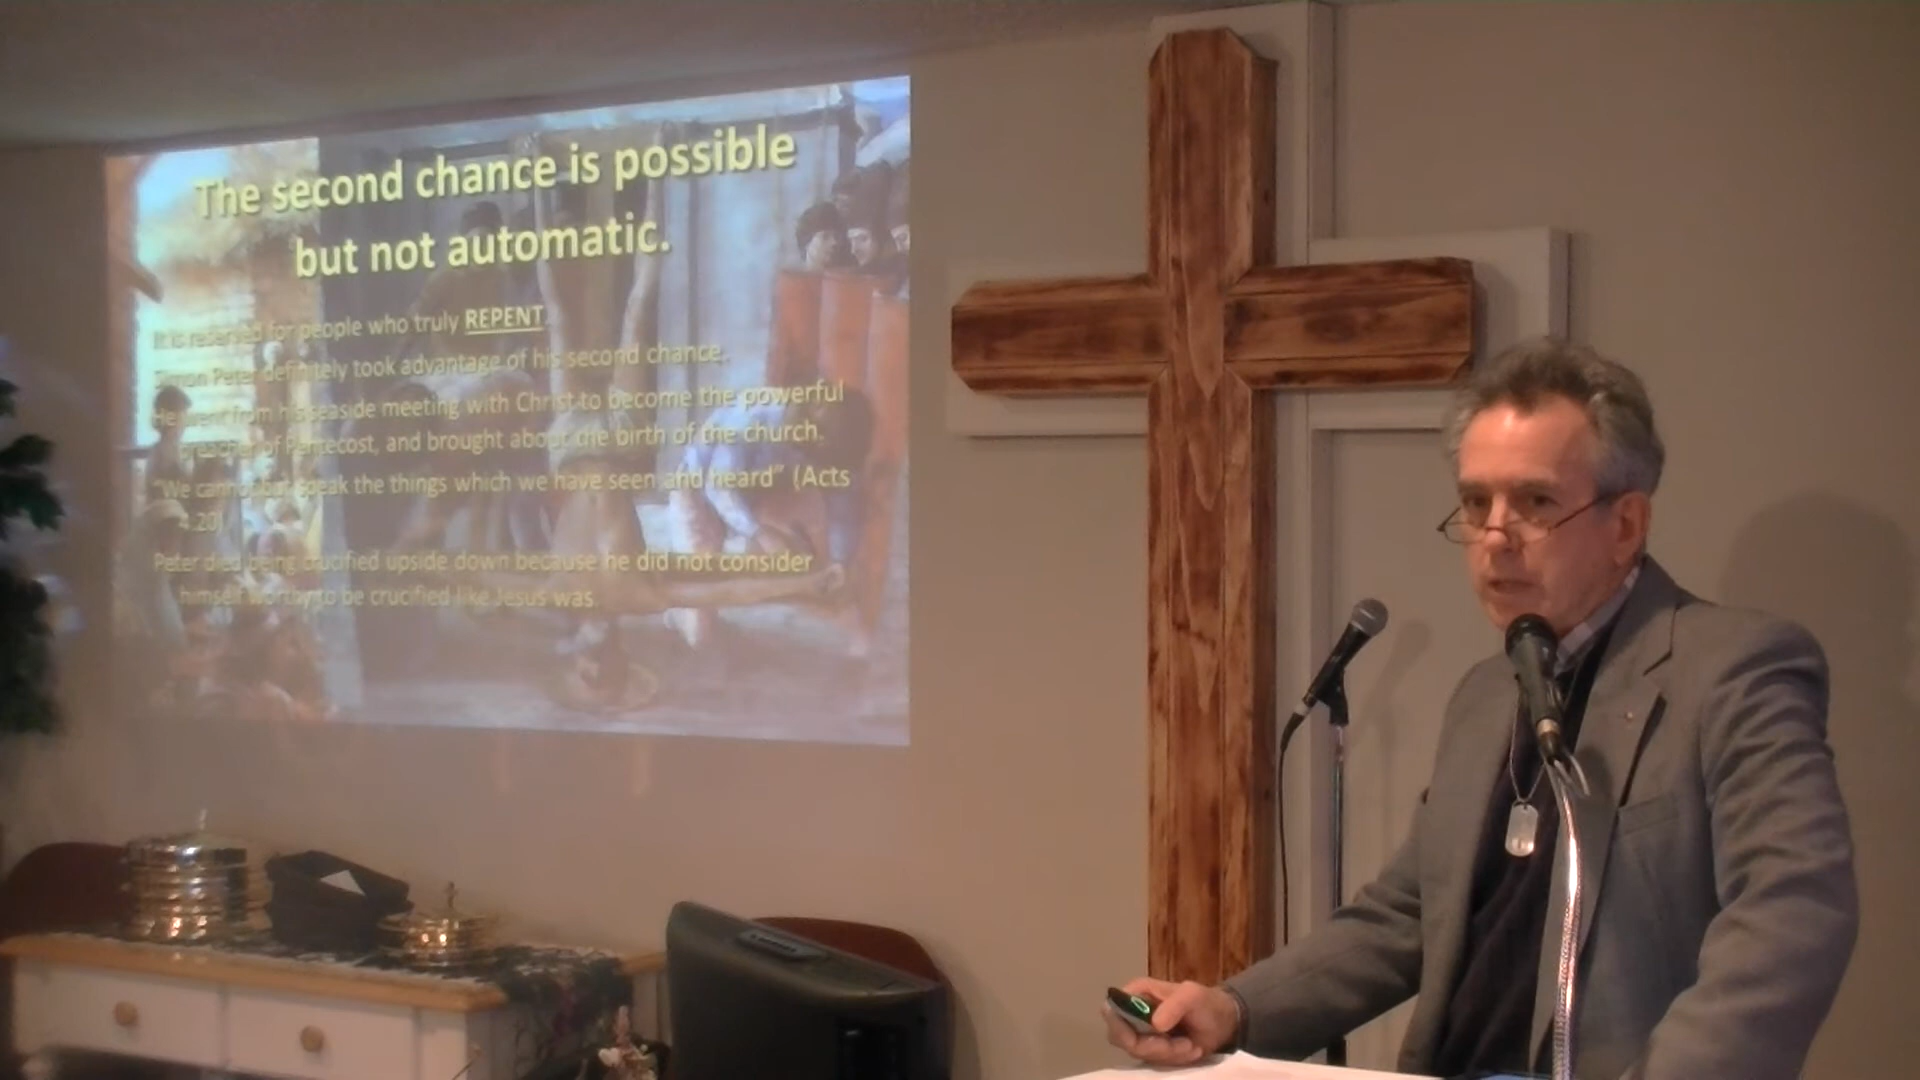 The second chance is possible
but not automatic.
It is reserved for people who truly REPENT.
Simon Peter definitely took advantage of his second chance.
He went from his seaside meeting with Christ to become the powerful
preacher of Pentecost, and brought about the birth of the church.
"We cannot but speak the things which we have seen and heard" (Acts
4.20)
Peter died being crucified upside down because he did not consider
himself worthy to be crucified like Jesus was.